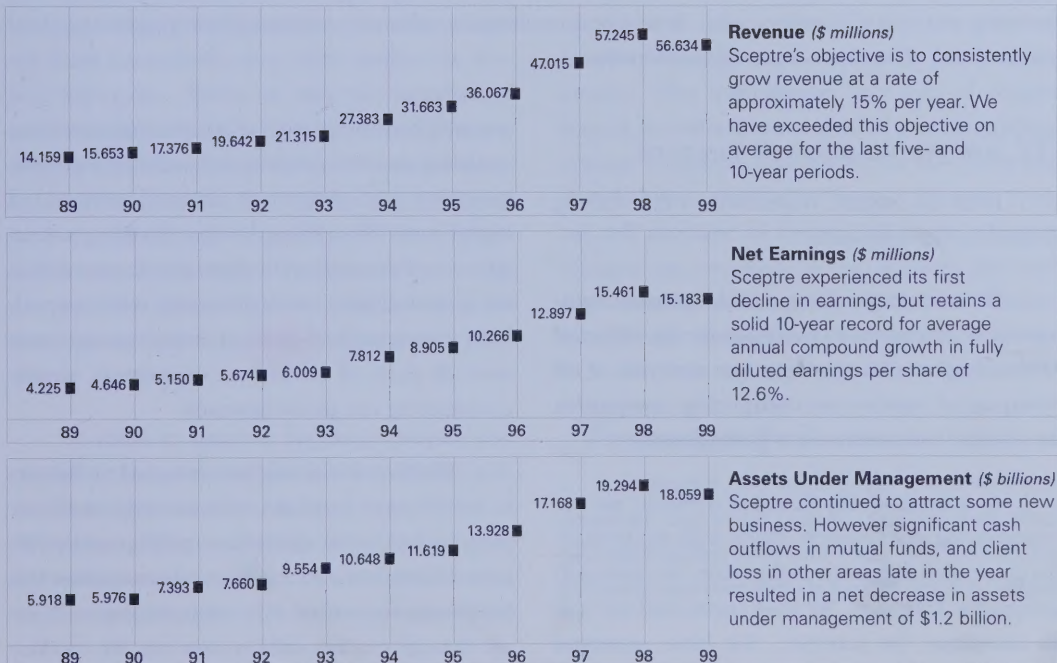 Revenue ($ millions)
Sceptre's objective is to consistently
grow revenue at a rate of
approximately 15% per year. We
have exceeded this objective on
average for the last five- and
10-year periods.
14.159 15.653 17.376 19.642 21.315 27.383 31.663 36.067 47.015 57.245 56.634
89 90 91 92 93 94 95 96 97 98 99
Net Earnings ($ millions)
Sceptre experienced its first
decline in earnings, but retains a
solid 10-year record for average
annual compound growth in fully
diluted earnings per share of
12.6%.
4.225 4.646 5.150 5.674 6.009 7.812 8.905 10.266 12.897 15.461 15.183
89 90 91 92 93 94 95 96 97 98 99
Assets Under Management ($ billions)
Sceptre continued to attract some new
business. However significant cash
outflows in mutual funds, and client
loss in other areas late in the year
resulted in a net decrease in assets
under management of $1.2 billion.
5.918 5.976 7.393 7.660 9.554 10.648 11.619 13.928 17.168 19.294 18.059
89 90 91 92 93 94 95 96 97 98 99